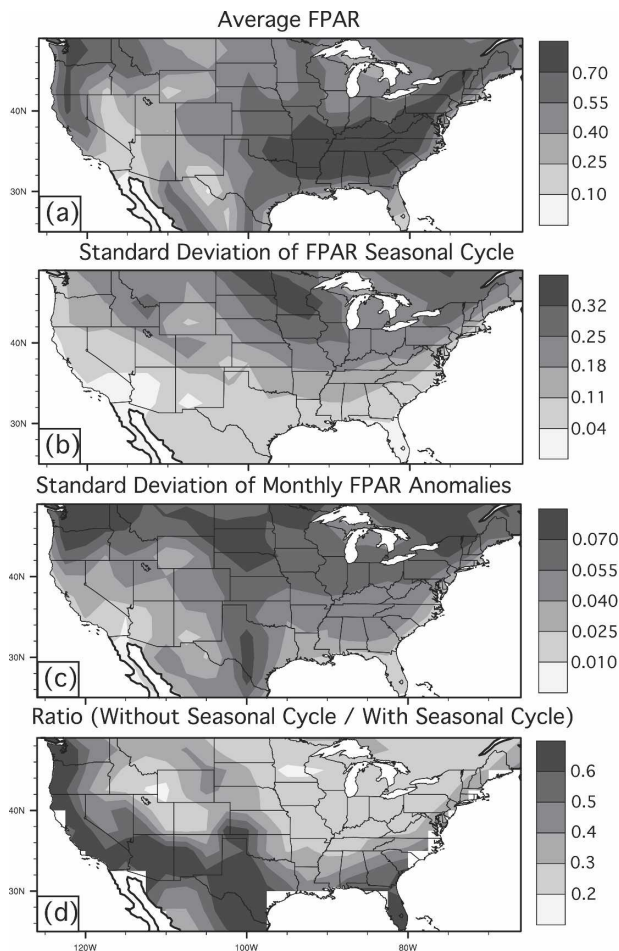 Average FPAR
40N
30N
(a)
0.70
0.55
0.40
0.25
0.10
Standard Deviation of FPAR Seasonal Cycle
40N
30N
(b)
0.32
0.25
0.18
0.11
0.04
Standard Deviation of Monthly FPAR Anomalies
40N
30N
(c)
0.070
0.055
0.040
0.025
0.010
Ratio (Without Seasonal Cycle / With Seasonal Cycle)
40N
30N
(d)
0.6
0.5
0.4
0.3
0.2
120W 100W 80W